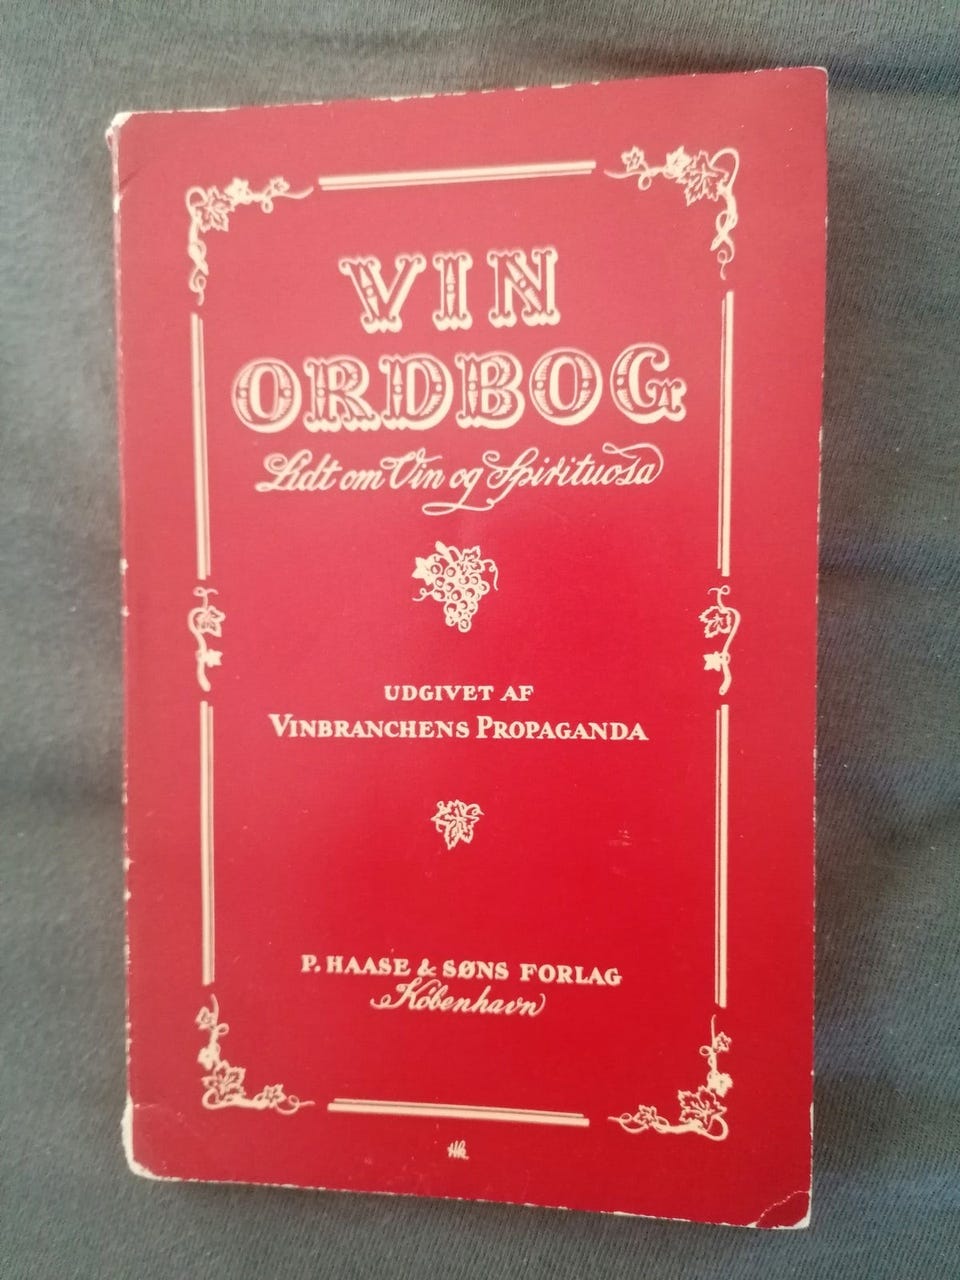 VIN
ORDBOG
Lidt om Vin og Spirituosa
UDGIVET AF
VINBRANCHENS PROPAGANDA
P. HAASE & SØNS FORLAG
København